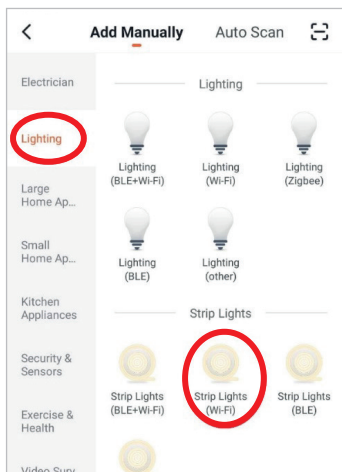 Add Manually Auto Scan
Electrician
Lighting
Large
Home Ap...
Small
Home Ap...
Kitchen
Appliances
Security &
Sensors
Exercise &
Health
Video Surv
Lighting
Lighting
(BLE+Wi-Fi)
Lighting
(Wi-Fi)
Lighting
(Zigbee)
Lighting
(BLE)
Lighting
(other)
Strip Lights
Strip Lights
(BLE+Wi-Fi)
Strip Lights
(Wi-Fi)
Strip Lights
(BLE)